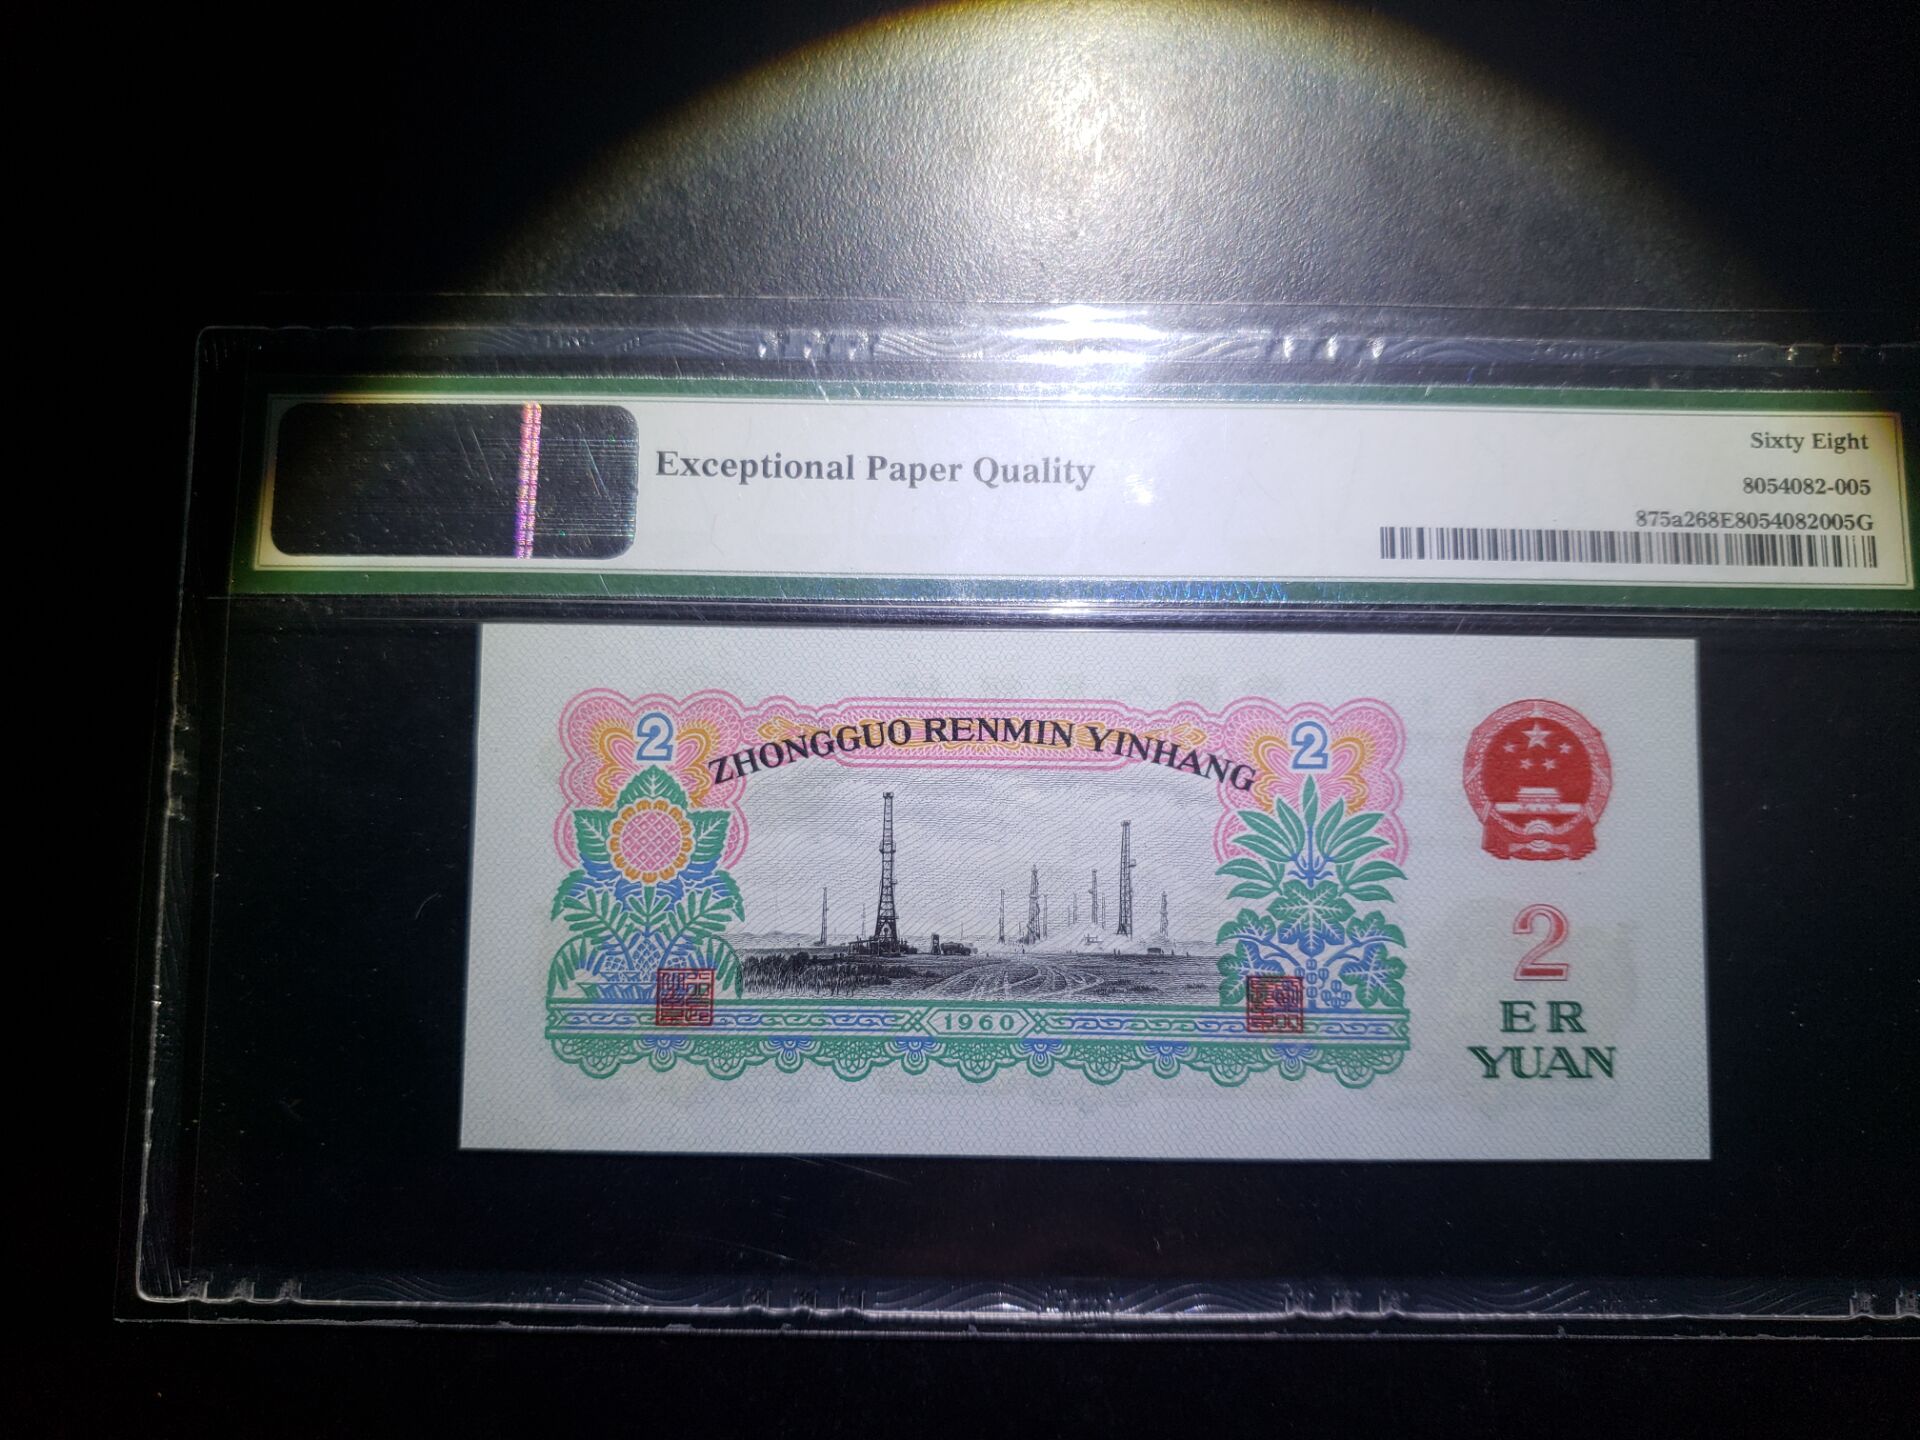 Exceptional Paper Quality
Sixty Eight
8054082-005
875a268E8054082005G
2
ZHONGGUO RENMIN YINHANG
2
1960
2
ER
YUAN